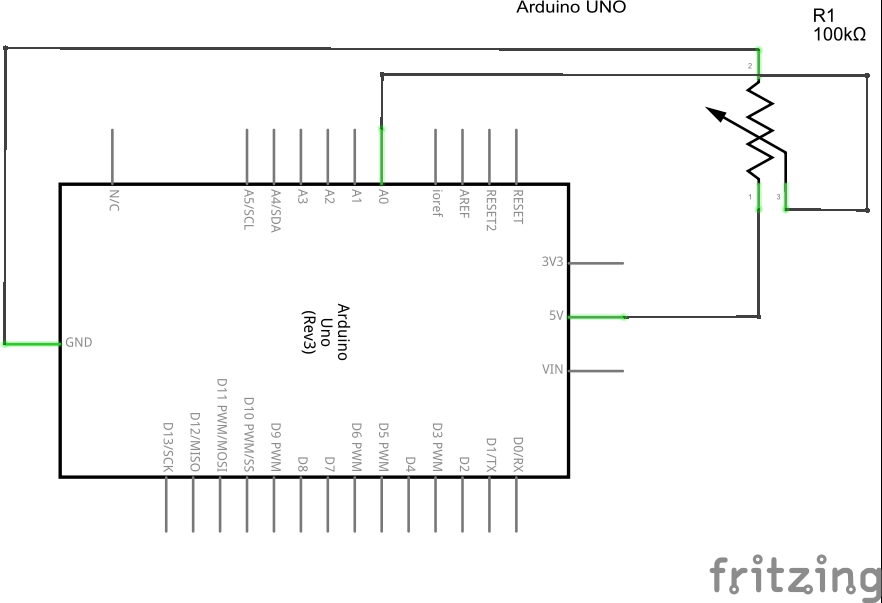 Arduino UNO
R1
100kΩ
2
1
3
N/C
A5/SCL
A4/SDA
A3
A2
A1
A0
ioref
AREF
RESET2
RESET
3V3
5V
VIN
GND
Arduino
Uno
(Rev3)
D13/SCK
D12/MISO
D11 PWM/MOSI
D10 PWM/SS
D9 PWM
D8
D7
D6 PWM
D5 PWM
D4
D3 PWM
D2
D1/TX
D0/RX
fritzing